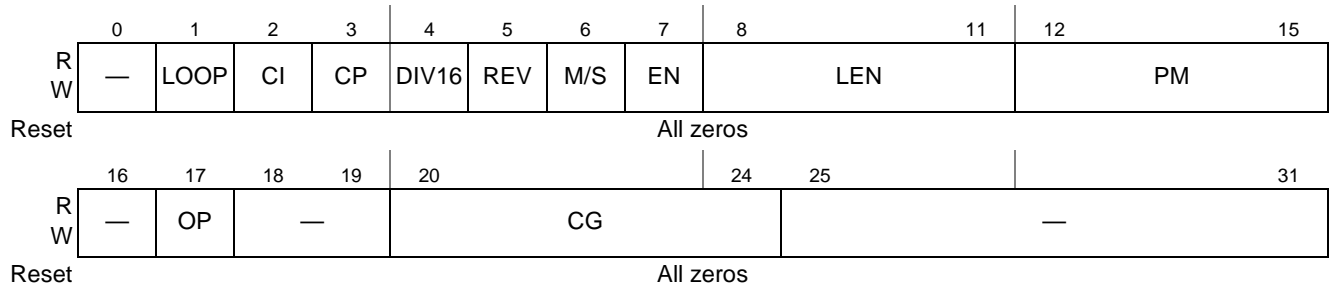 0 1 2 3 4 5 6 7 8 11 12 15
R
W
— LOOP CI CP DIV16 REV M/S EN LEN PM
Reset All zeros
16 17 18 19 20 24 25 31
R
W
— OP — CG —
Reset All zeros